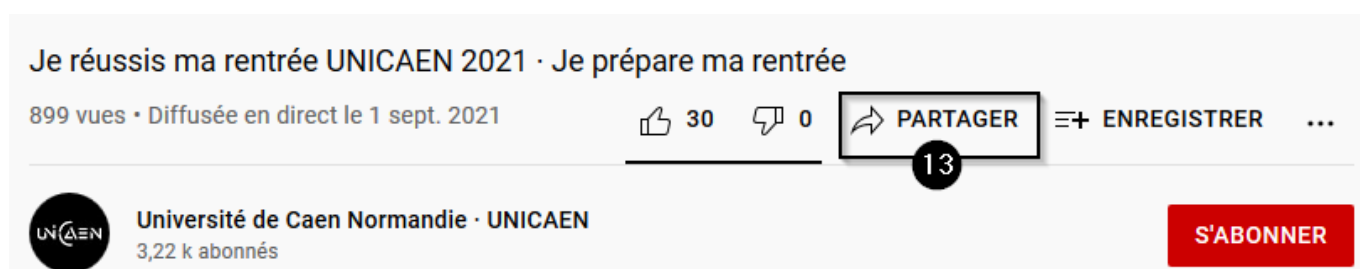 Je réussis ma rentrée UNICAEN 2021 · Je prépare ma rentrée
899 vues • Diffusée en direct le 1 sept. 2021 30 0 PARTAGER ENREGISTRER ...
13
UNICAEN
Université de Caen Normandie · UNICAEN
3,22 k abonnés
S'ABONNER